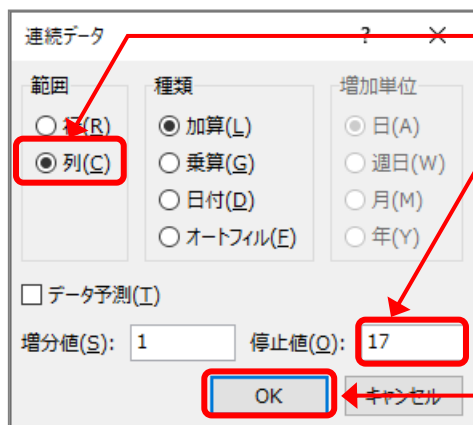 連続データ ? ×
範囲 種類 増加単位
行(R) 加算(L) 日(A)
列(C) 乗算(G) 週日(W)
日付(D) 月(M)
オートフィル(F) 年(Y)
データ予測(T)
増分値(S): 1 停止値(O): 17
OK キャンセル